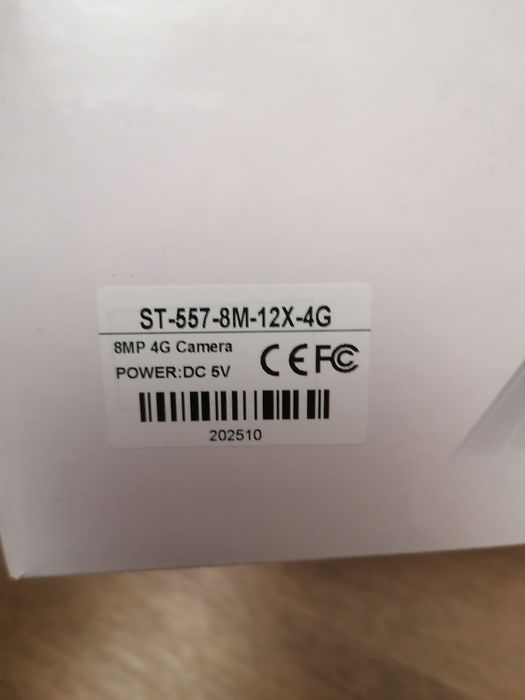 ST-557-8M-12X-4G
8MP 4G Camera
POWER:DC 5V
CE FC
202510